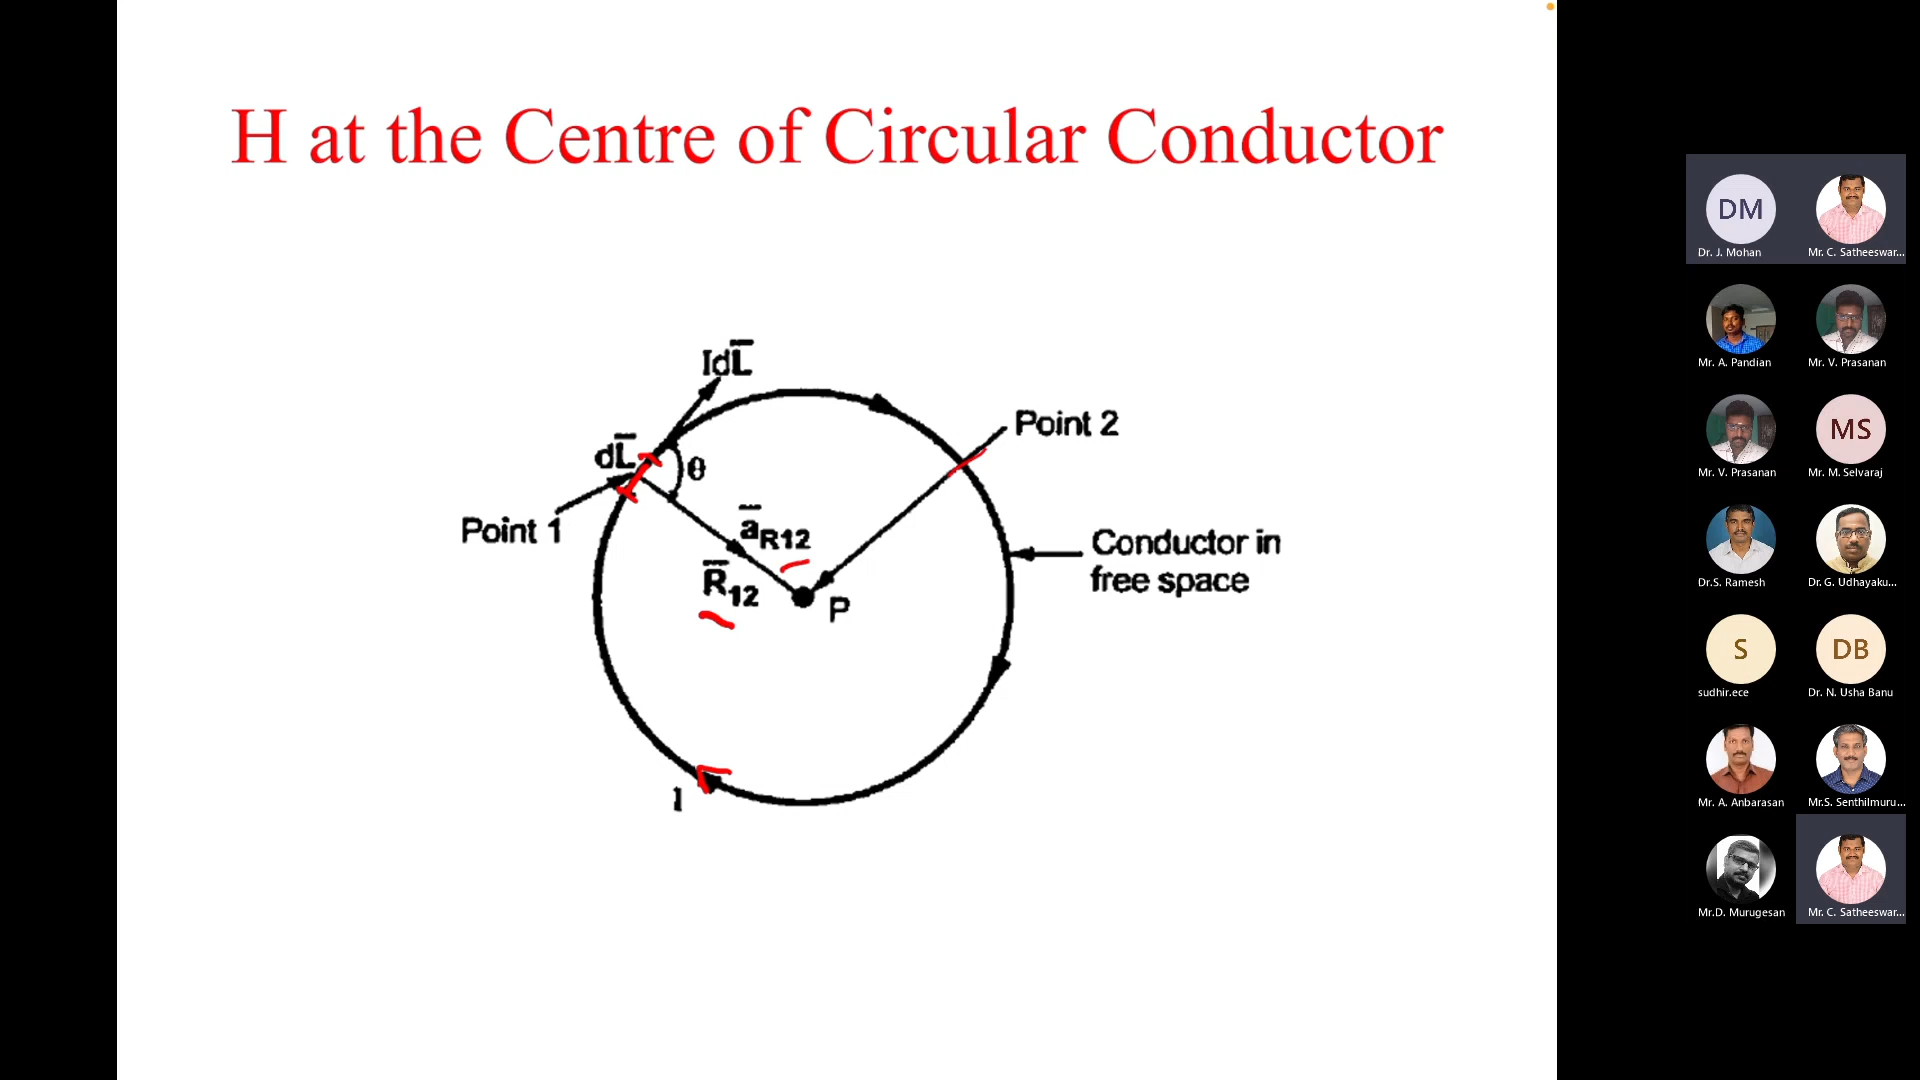 H at the Centre of Circular Conductor
IdL̅
dL̅
θ
Point 1
a̅R12
R̅12
P
Point 2
Conductor in
free space
I
DM
Dr. J. Mohan
Mr. C. Satheeswar...
Mr. A. Pandian
Mr. V. Prasanan
Mr. V. Prasanan
MS
Mr. M. Selvaraj
Dr.S. Ramesh
Dr. G. Udhayaku...
S
sudhir.ece
DB
Dr. N. Usha Banu
Mr. A. Anbarasan
Mr.S. Senthilmuru...
Mr.D. Murugesan
Mr. C. Satheeswar...